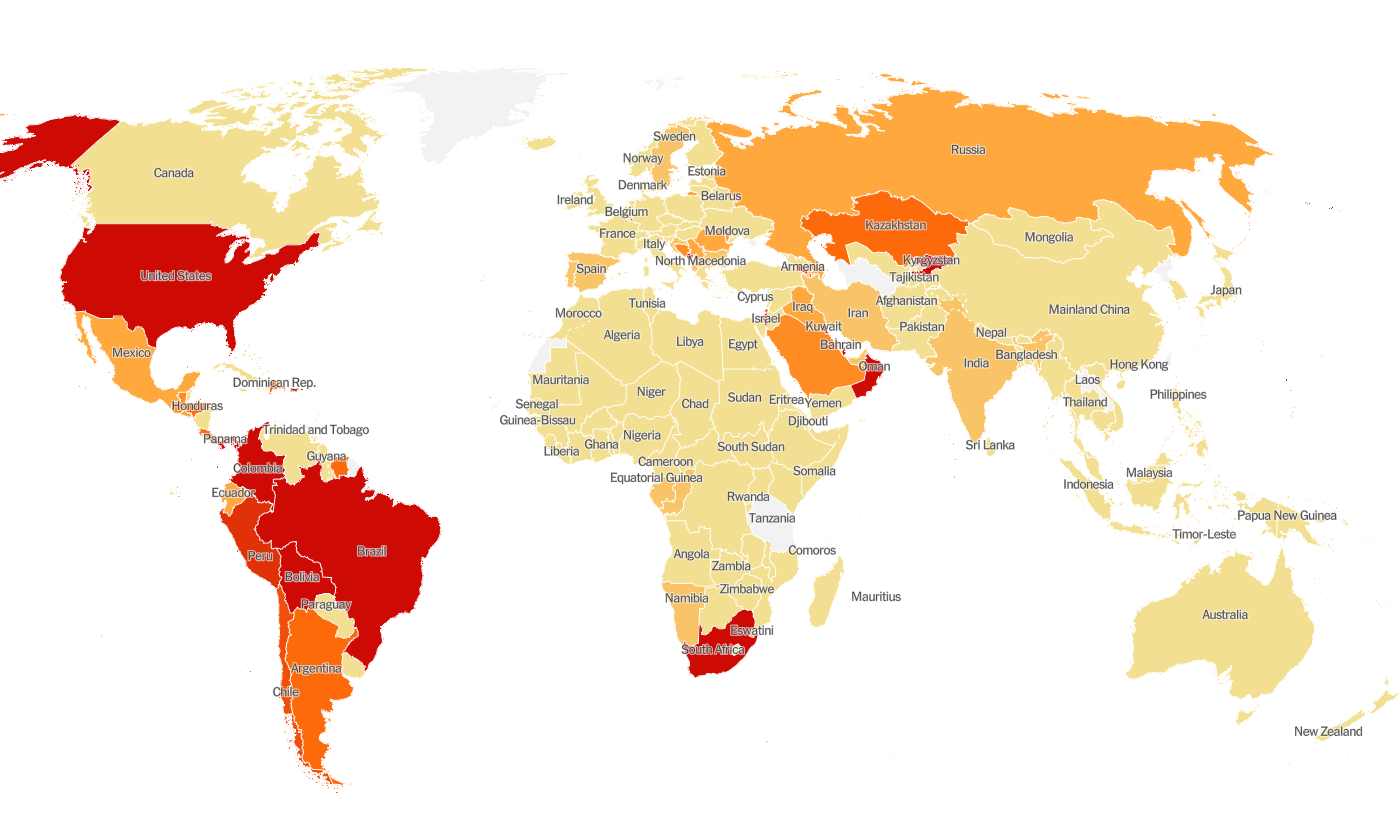 Sweden
Russia
Norway
Canada
Estonia
Denmark
Belarus
Ireland
Belgium
Kazakhstan
Moldova
France
Mongolia
Italy
North Macedonia
Kyrgyzstan
Armenia
Spain
United States
Tajikistan
Japan
Cyprus
Afghanistan
Tunisia
Iraq
Mainland China
Morocco
Iran
Israel
Kuwait
Pakistan
Nepal
Algeria
Libya
Egypt
Bahrain
Mexico
Bangladesh
India
Hong Kong
Oman
Dominican Rep.
Mauritania
Laos
Niger
Philippines
Sudan
Eritrea
Yemen
Thailand
Chad
Honduras
Senegal
Guinea-Bissau
Djibouti
Trinidad and Tobago
Nigeria
Panama
Ghana
South Sudan
Sri Lanka
Liberia
Guyana
Cameroon
Colombia
Somalia
Malaysia
Equatorial Guinea
Indonesia
Ecuador
Rwanda
Tanzania
Papua New Guinea
Timor-Leste
Brazil
Comoros
Peru
Angola
Zambia
Bolivia
Zimbabwe
Mauritius
Namibia
Paraguay
Australia
Eswatini
South Africa
Argentina
Chile
New Zealand